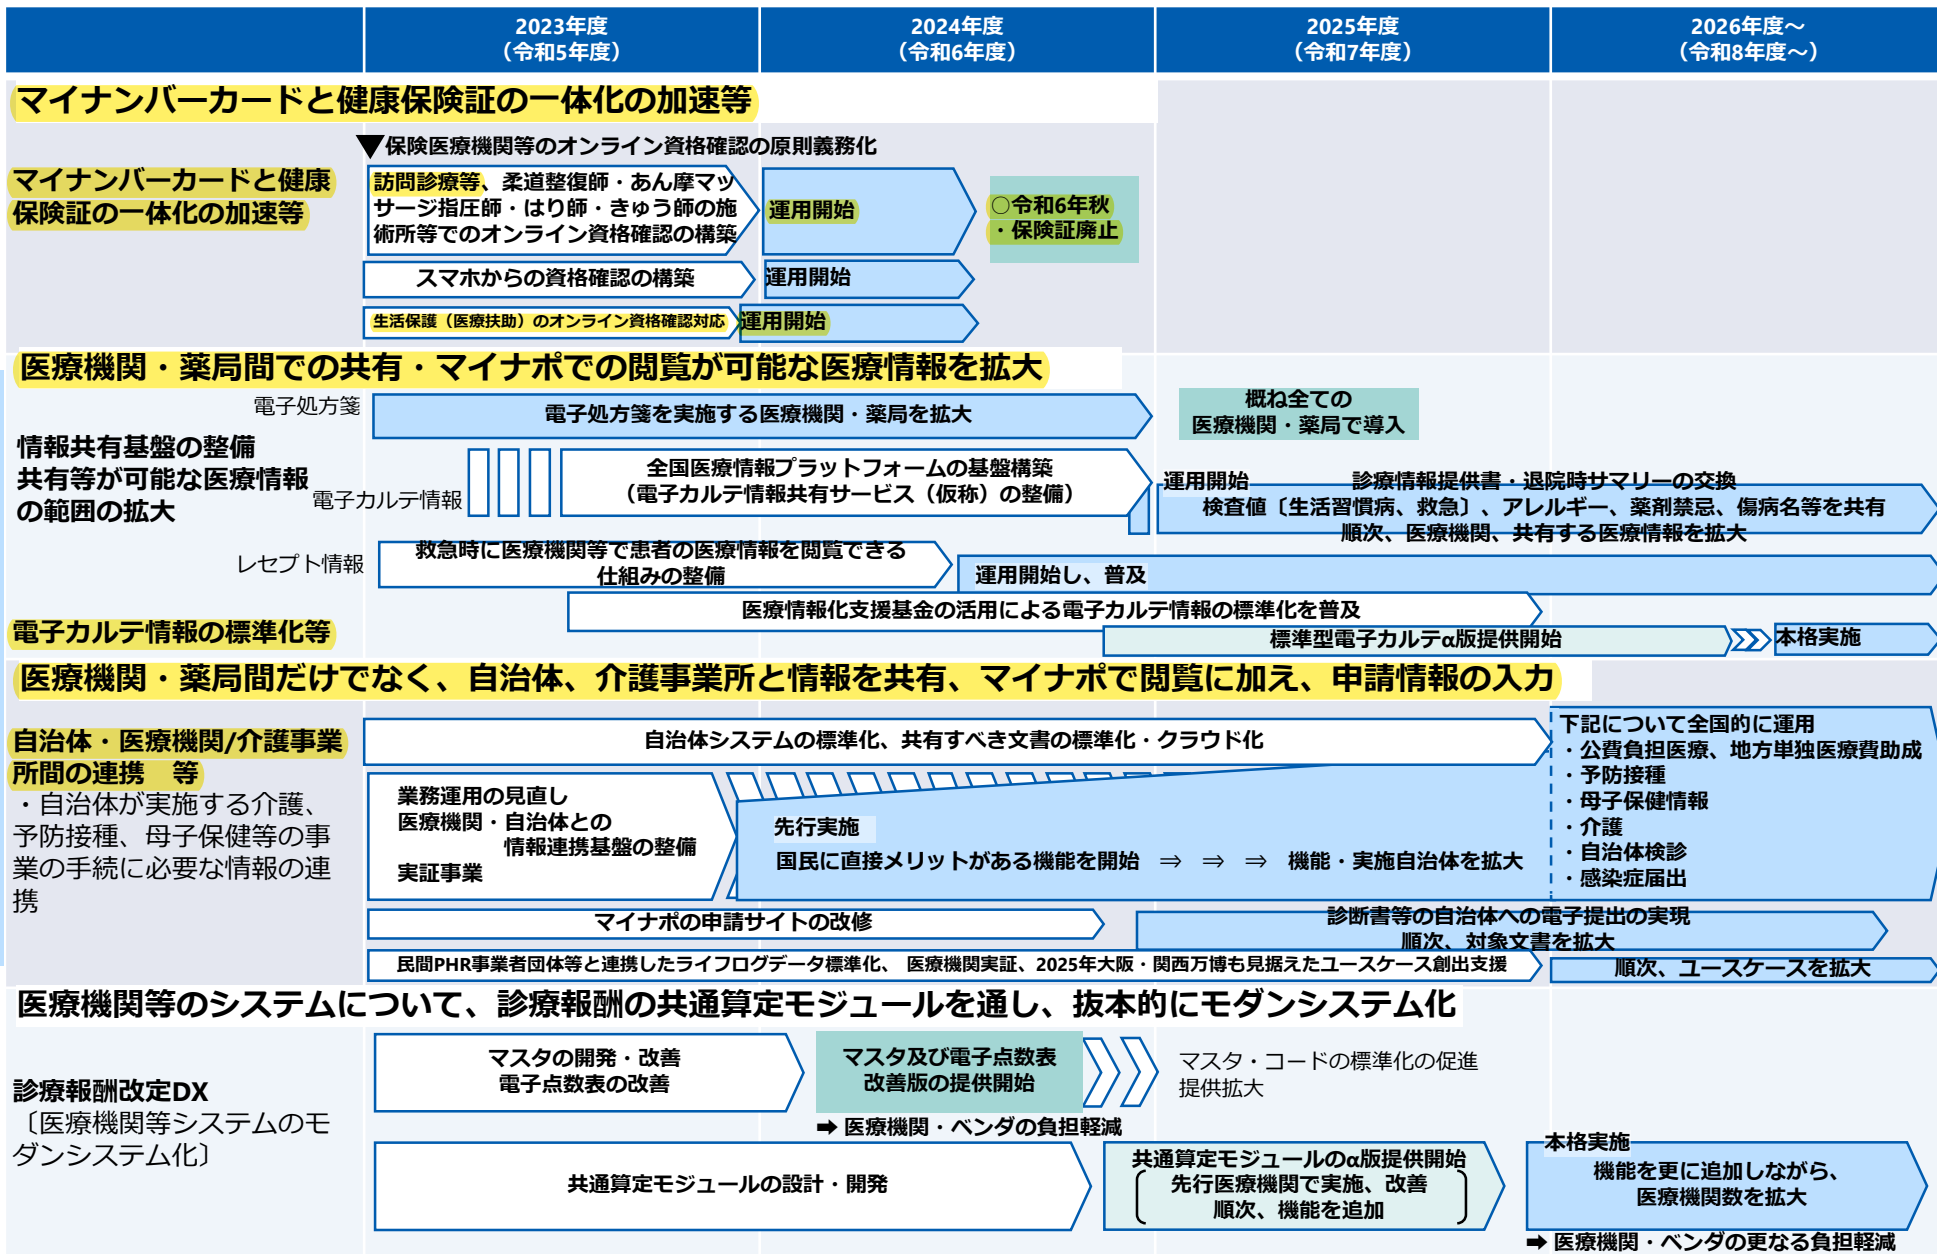 2023年度
(令和5年度)
2024年度
(令和6年度)
2025年度
(令和7年度)
2026年度～
(令和8年度～)
マイナンバーカードと健康保険証の一体化の加速等
▼保険医療機関等のオンライン資格確認の原則義務化
マイナンバーカードと健康
保険証の一体化の加速等
訪問診療等、柔道整復師・あん摩マッ
サージ指圧師・はり師・きゅう師の施
術所等でのオンライン資格確認の構築
運用開始
○令和6年秋
・保険証廃止
スマホからの資格確認の構築
運用開始
生活保護（医療扶助）のオンライン資格確認対応
運用開始
医療機関・薬局間での共有・マイナポでの閲覧が可能な医療情報を拡大
電子処方箋
電子処方箋を実施する医療機関・薬局を拡大
概ね全ての
医療機関・薬局で導入
情報共有基盤の整備
共有等が可能な医療情報
の範囲の拡大
電子カルテ情報
全国医療情報プラットフォームの基盤構築
（電子カルテ情報共有サービス（仮称）の整備）
運用開始
診療情報提供書・退院時サマリーの交換
検査値〔生活習慣病、救急〕、アレルギー、薬剤禁忌、傷病名等を共有
順次、医療機関、共有する医療情報を拡大
レセプト情報
救急時に医療機関等で患者の医療情報を閲覧できる
仕組みの整備
運用開始し、普及
医療情報化支援基金の活用による電子カルテ情報の標準化を普及
電子カルテ情報の標準化等
標準型電子カルテα版提供開始
本格実施
医療機関・薬局間だけでなく、自治体、介護事業所と情報を共有、マイナポで閲覧に加え、申請情報の入力
自治体・医療機関/介護事業
所間の連携　等
・自治体が実施する介護、
予防接種、母子保健等の事
業の手続に必要な情報の連
携
自治体システムの標準化、共有すべき文書の標準化・クラウド化
業務運用の見直し
医療機関・自治体との
情報連携基盤の整備
実証事業
先行実施
国民に直接メリットがある機能を開始　⇒　⇒　⇒　機能・実施自治体を拡大
下記について全国的に運用
・公費負担医療、地方単独医療費助成
・予防接種
・母子保健情報
・介護
・自治体検診
・感染症届出
マイナポの申請サイトの改修
診断書等の自治体への電子提出の実現
順次、対象文書を拡大
民間PHR事業者団体等と連携したライフログデータ標準化、 医療機関実証、2025年大阪・関西万博も見据えたユースケース創出支援
順次、ユースケースを拡大
医療機関等のシステムについて、診療報酬の共通算定モジュールを通し、抜本的にモダンシステム化
診療報酬改定DX
〔医療機関等システムのモ
ダンシステム化〕
マスタの開発・改善
電子点数表の改善
マスタ及び電子点数表
改善版の提供開始
マスタ・コードの標準化の促進
提供拡大
➡ 医療機関・ベンダの負担軽減
共通算定モジュールの設計・開発
共通算定モジュールのα版提供開始
先行医療機関で実施、改善
順次、機能を追加
本格実施
機能を更に追加しながら、
医療機関数を拡大
➡ 医療機関・ベンダの更なる負担軽減